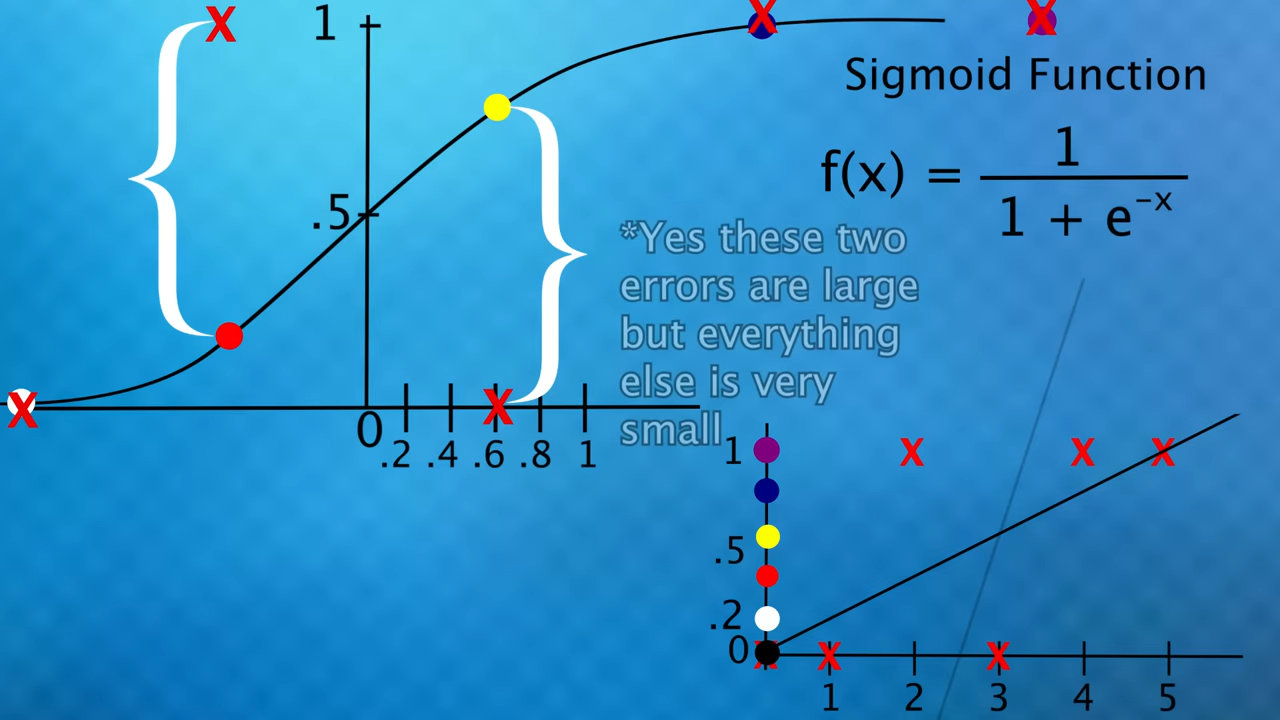 1
.5
0
.2 .4 .6 .8 1
X
X
X
X
X
Sigmoid Function
f(x) = 1
1 + e^-x
*Yes these two
errors are large
but everything
else is very
small
1
.5
.2
0
X
X
X
X
X
X
1 2 3 4 5